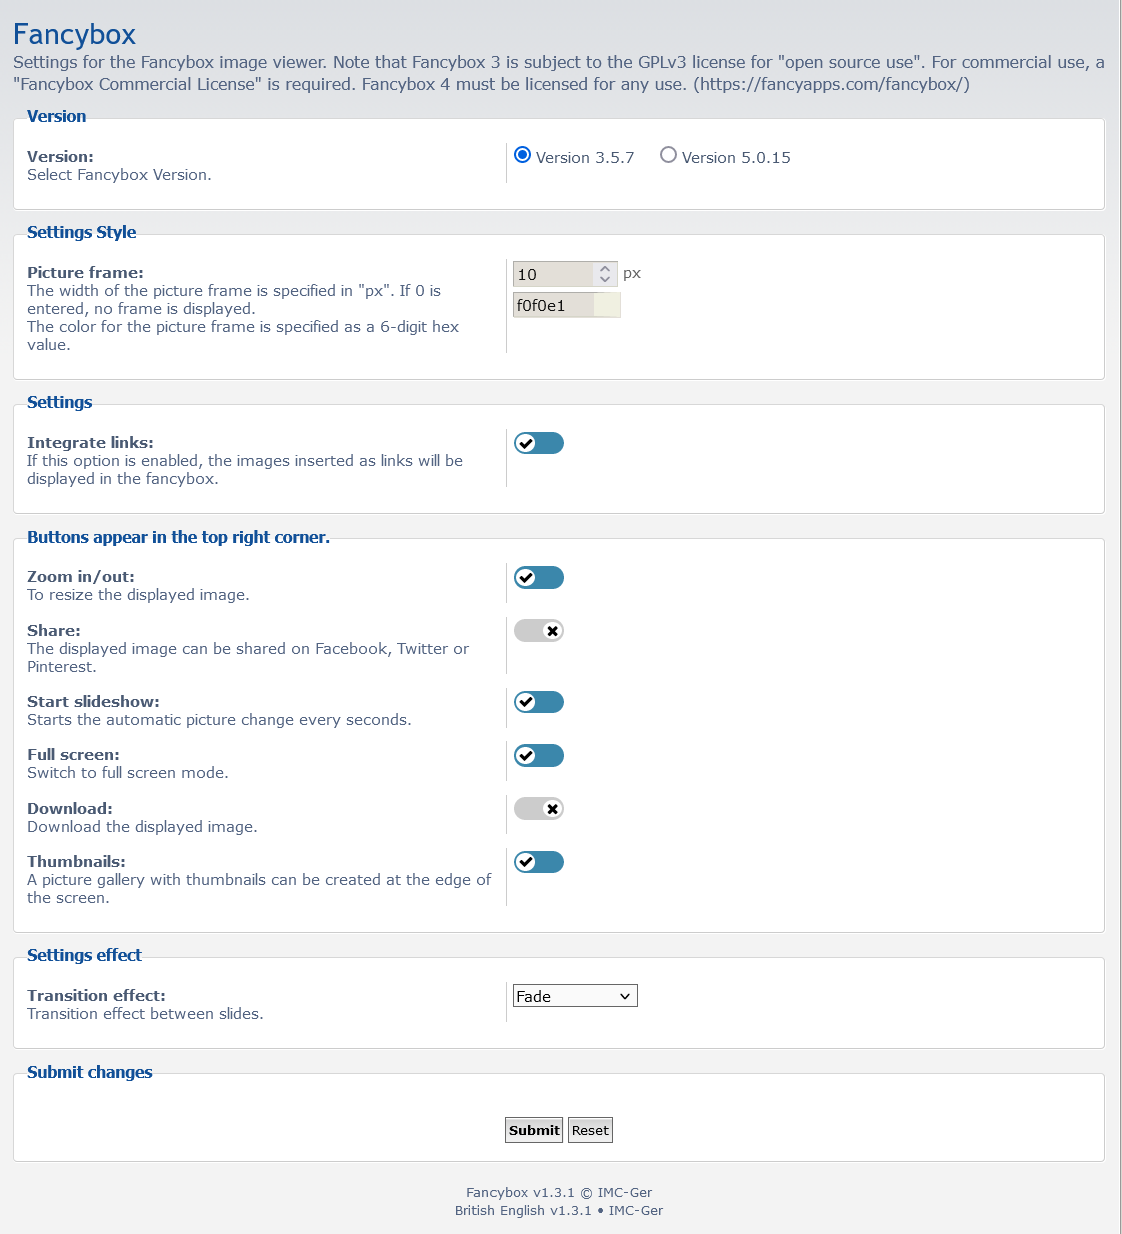 Fancybox
Settings for the Fancybox image viewer. Note that Fancybox 3 is subject to the GPLv3 license for "open source use". For commercial use, a
"Fancybox Commercial License" is required. Fancybox 4 must be licensed for any use. (https://fancyapps.com/fancybox/)
Version
Version:
Select Fancybox Version.
Version 3.5.7 Version 5.0.15
Settings Style
Picture frame:
The width of the picture frame is specified in "px". If 0 is
entered, no frame is displayed.
The color for the picture frame is specified as a 6-digit hex
value.
10 px
f0f0e1
Settings
Integrate links:
If this option is enabled, the images inserted as links will be
displayed in the fancybox.
Buttons appear in the top right corner.
Zoom in/out:
To resize the displayed image.
Share:
The displayed image can be shared on Facebook, Twitter or
Pinterest.
Start slideshow:
Starts the automatic picture change every seconds.
Full screen:
Switch to full screen mode.
Download:
Download the displayed image.
Thumbnails:
A picture gallery with thumbnails can be created at the edge of
the screen.
Settings effect
Transition effect:
Transition effect between slides.
Fade
Submit changes
Submit Reset
Fancybox v1.3.1 © IMC-Ger
British English v1.3.1 • IMC-Ger